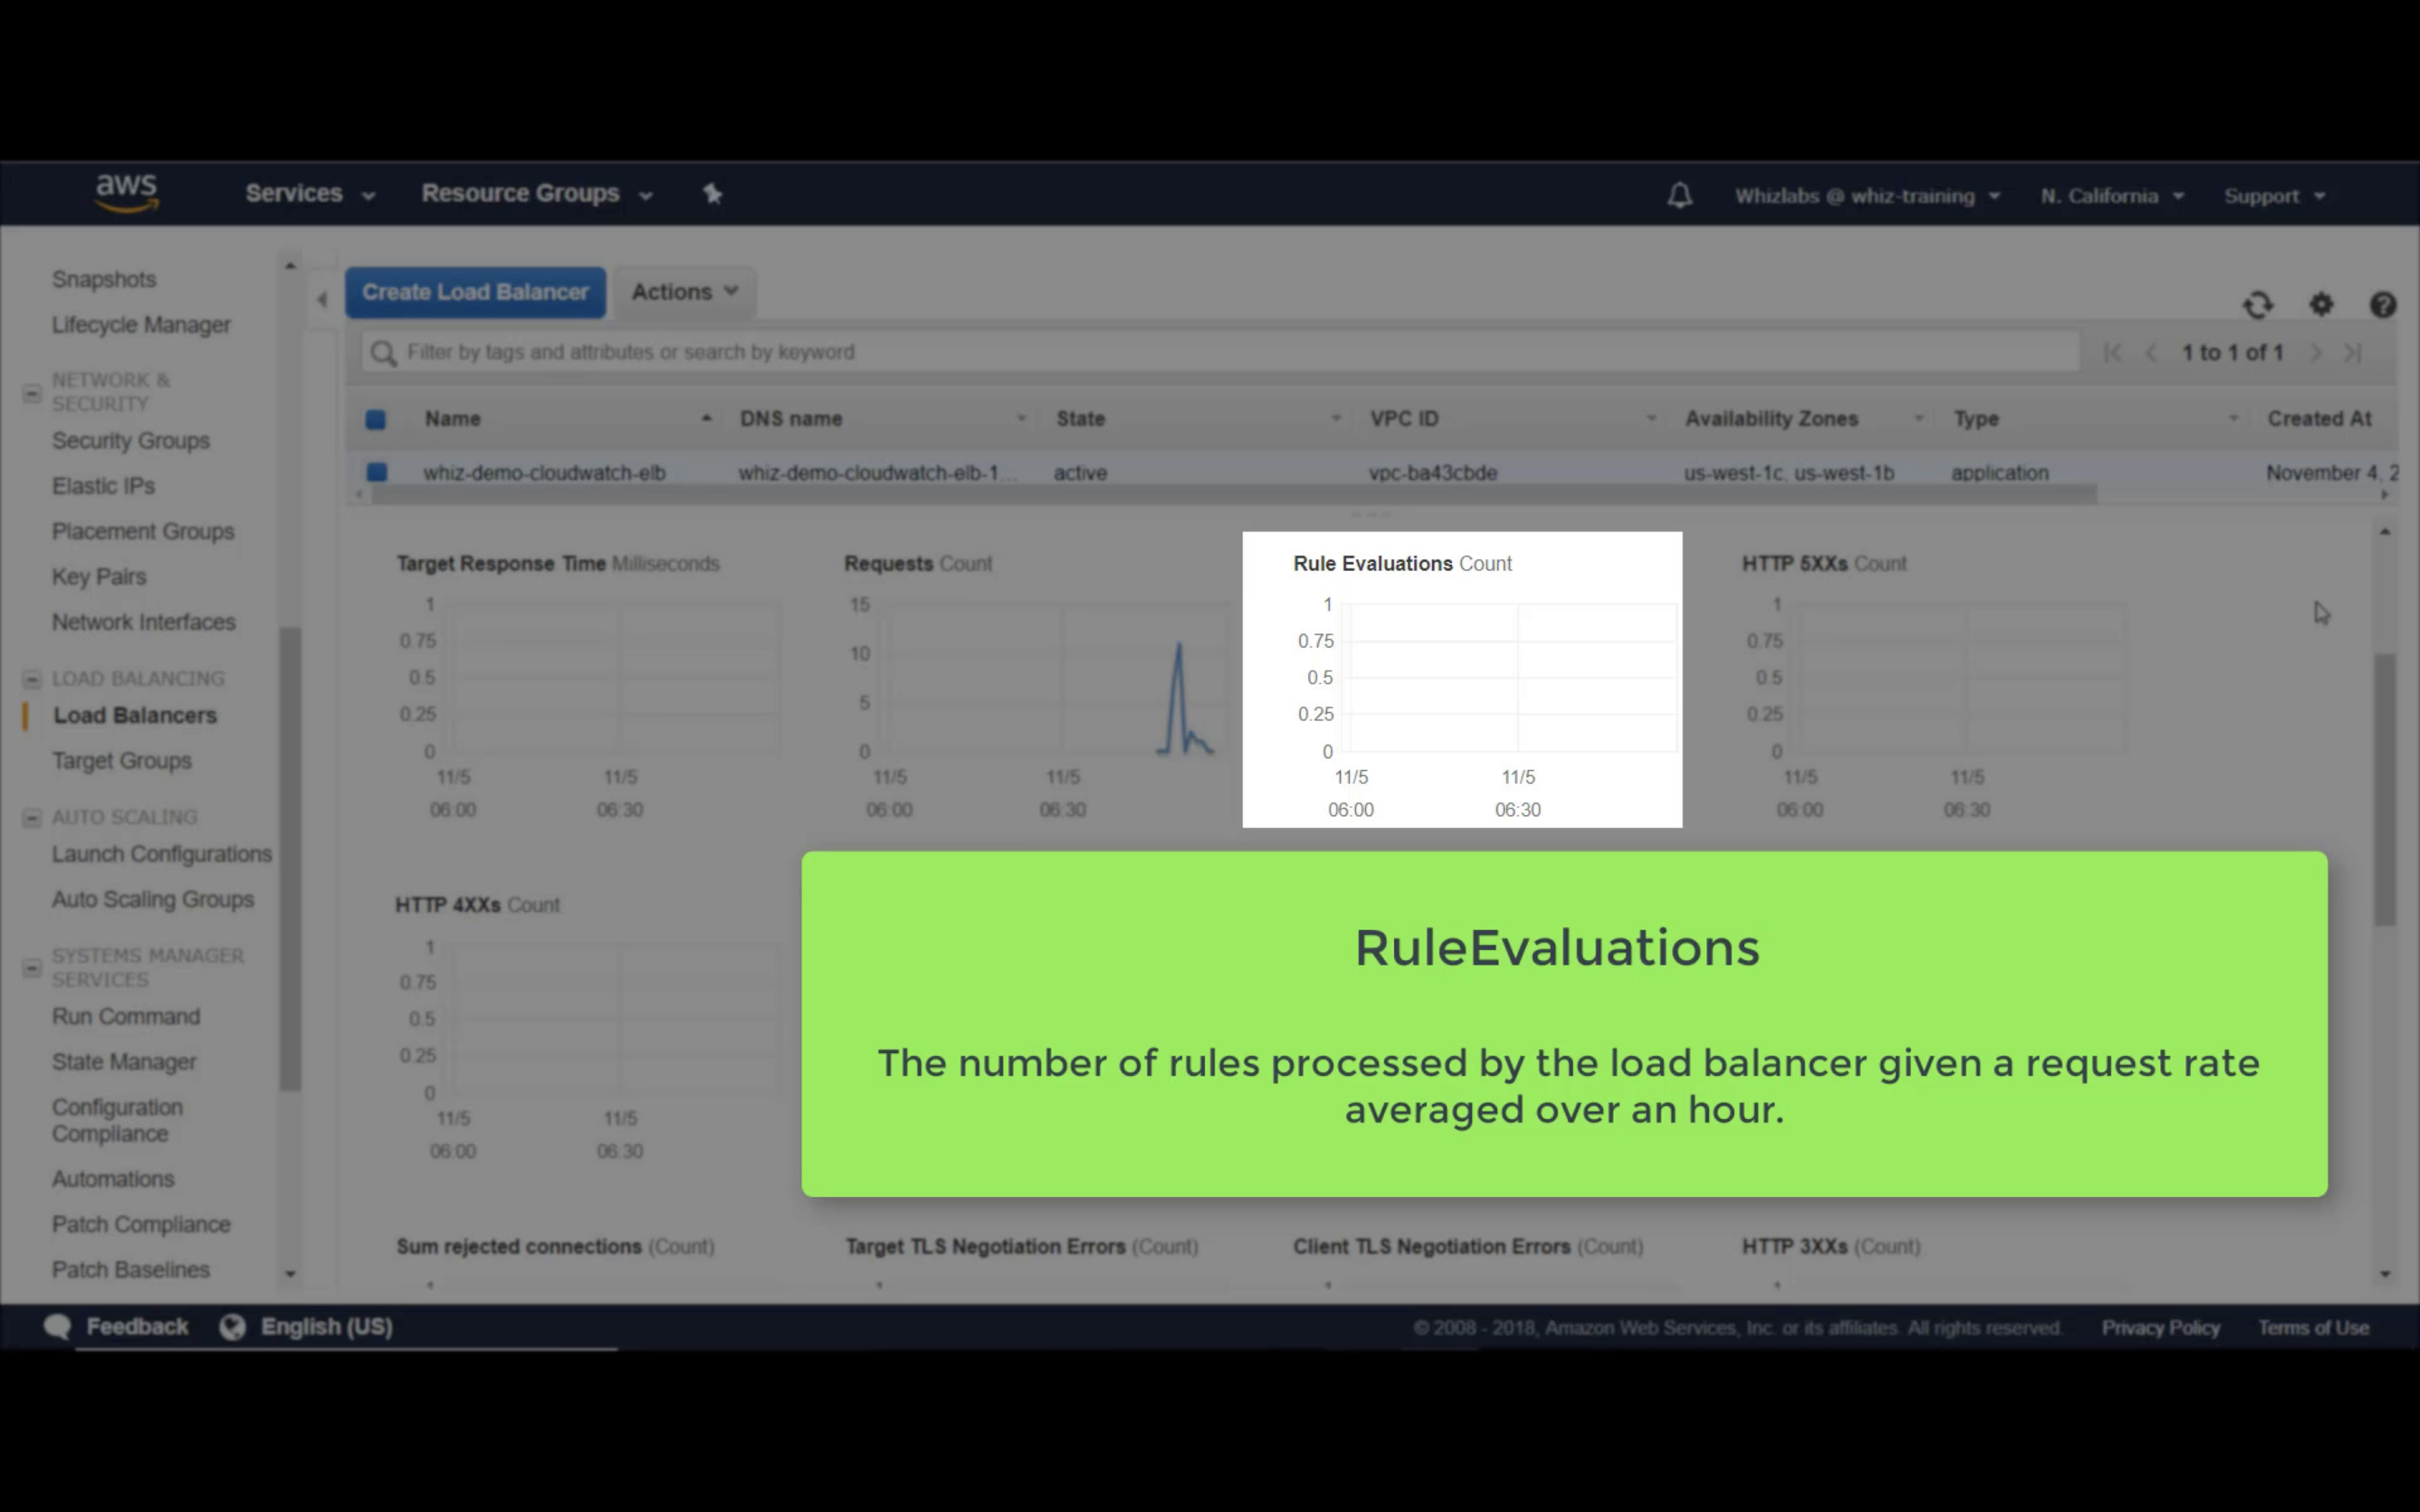 aws
Services
Resource Groups
Whizlabs @ whiz-training
N. California
Support
Snapshots
Lifecycle Manager
NETWORK &
SECURITY
Security Groups
Elastic IPs
Placement Groups
Key Pairs
Network Interfaces
LOAD BALANCING
Load Balancers
Target Groups
AUTO SCALING
Launch Configurations
Auto Scaling Groups
SYSTEMS MANAGER
SERVICES
Run Command
State Manager
Configuration
Compliance
Automations
Patch Compliance
Patch Baselines
Create Load Balancer
Actions
Filter by tags and attributes or search by keyword
1 to 1 of 1
Name DNS name State VPC ID Availability Zones Type Created At
whiz-demo-cloudwatch-elb whiz-demo-cloudwatch-elb-1... active vpc-ba43cbde us-west-1c, us-west-1b application November 4, 2
Target Response Time Milliseconds
1
0.75
0.5
0.25
0
11/5 11/5
06:00 06:30
Requests Count
15
10
5
0
11/5 11/5
06:00 06:30
Rule Evaluations Count
1
0.75
0.5
0.25
0
11/5 11/5
06:00 06:30
HTTP 5XXs Count
1
0.75
0.5
0.25
0
11/5 11/5
06:00 06:30
HTTP 4XXs Count
1
0.75
0.5
0.25
0
11/5 11/5
06:00 06:30
RuleEvaluations
The number of rules processed by the load balancer given a request rate
averaged over an hour.
Sum rejected connections (Count)
Target TLS Negotiation Errors (Count)
Client TLS Negotiation Errors (Count)
HTTP 3XXs (Count)
Feedback
English (US)
© 2008 - 2018, Amazon Web Services, Inc. or its affiliates. All rights reserved.
Privacy Policy
Terms of Use